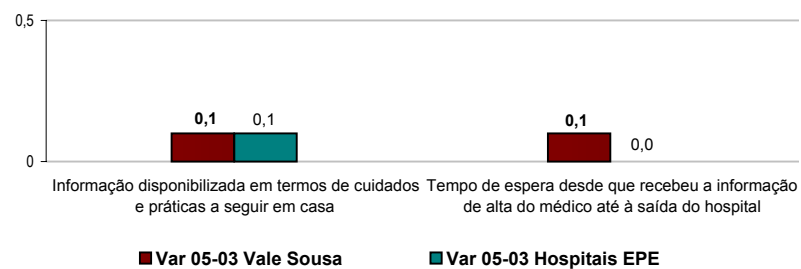 0,5
0,1 0,1 0,1
0,0
0
Informação disponibilizada em termos de cuidados Tempo de espera desde que recebeu a informação
e práticas a seguir em casa de alta do médico até à saída do hospital
Var 05-03 Vale Sousa Var 05-03 Hospitais EPE